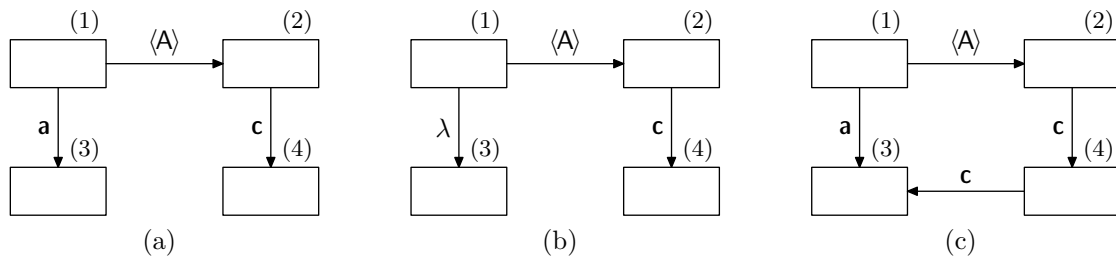 (1) (2) (1) (2) (1) (2)
⟨A⟩ ⟨A⟩ ⟨A⟩
a c λ c a c
(3) (4) (3) (4) (3) (4)
c
(a) (b) (c)